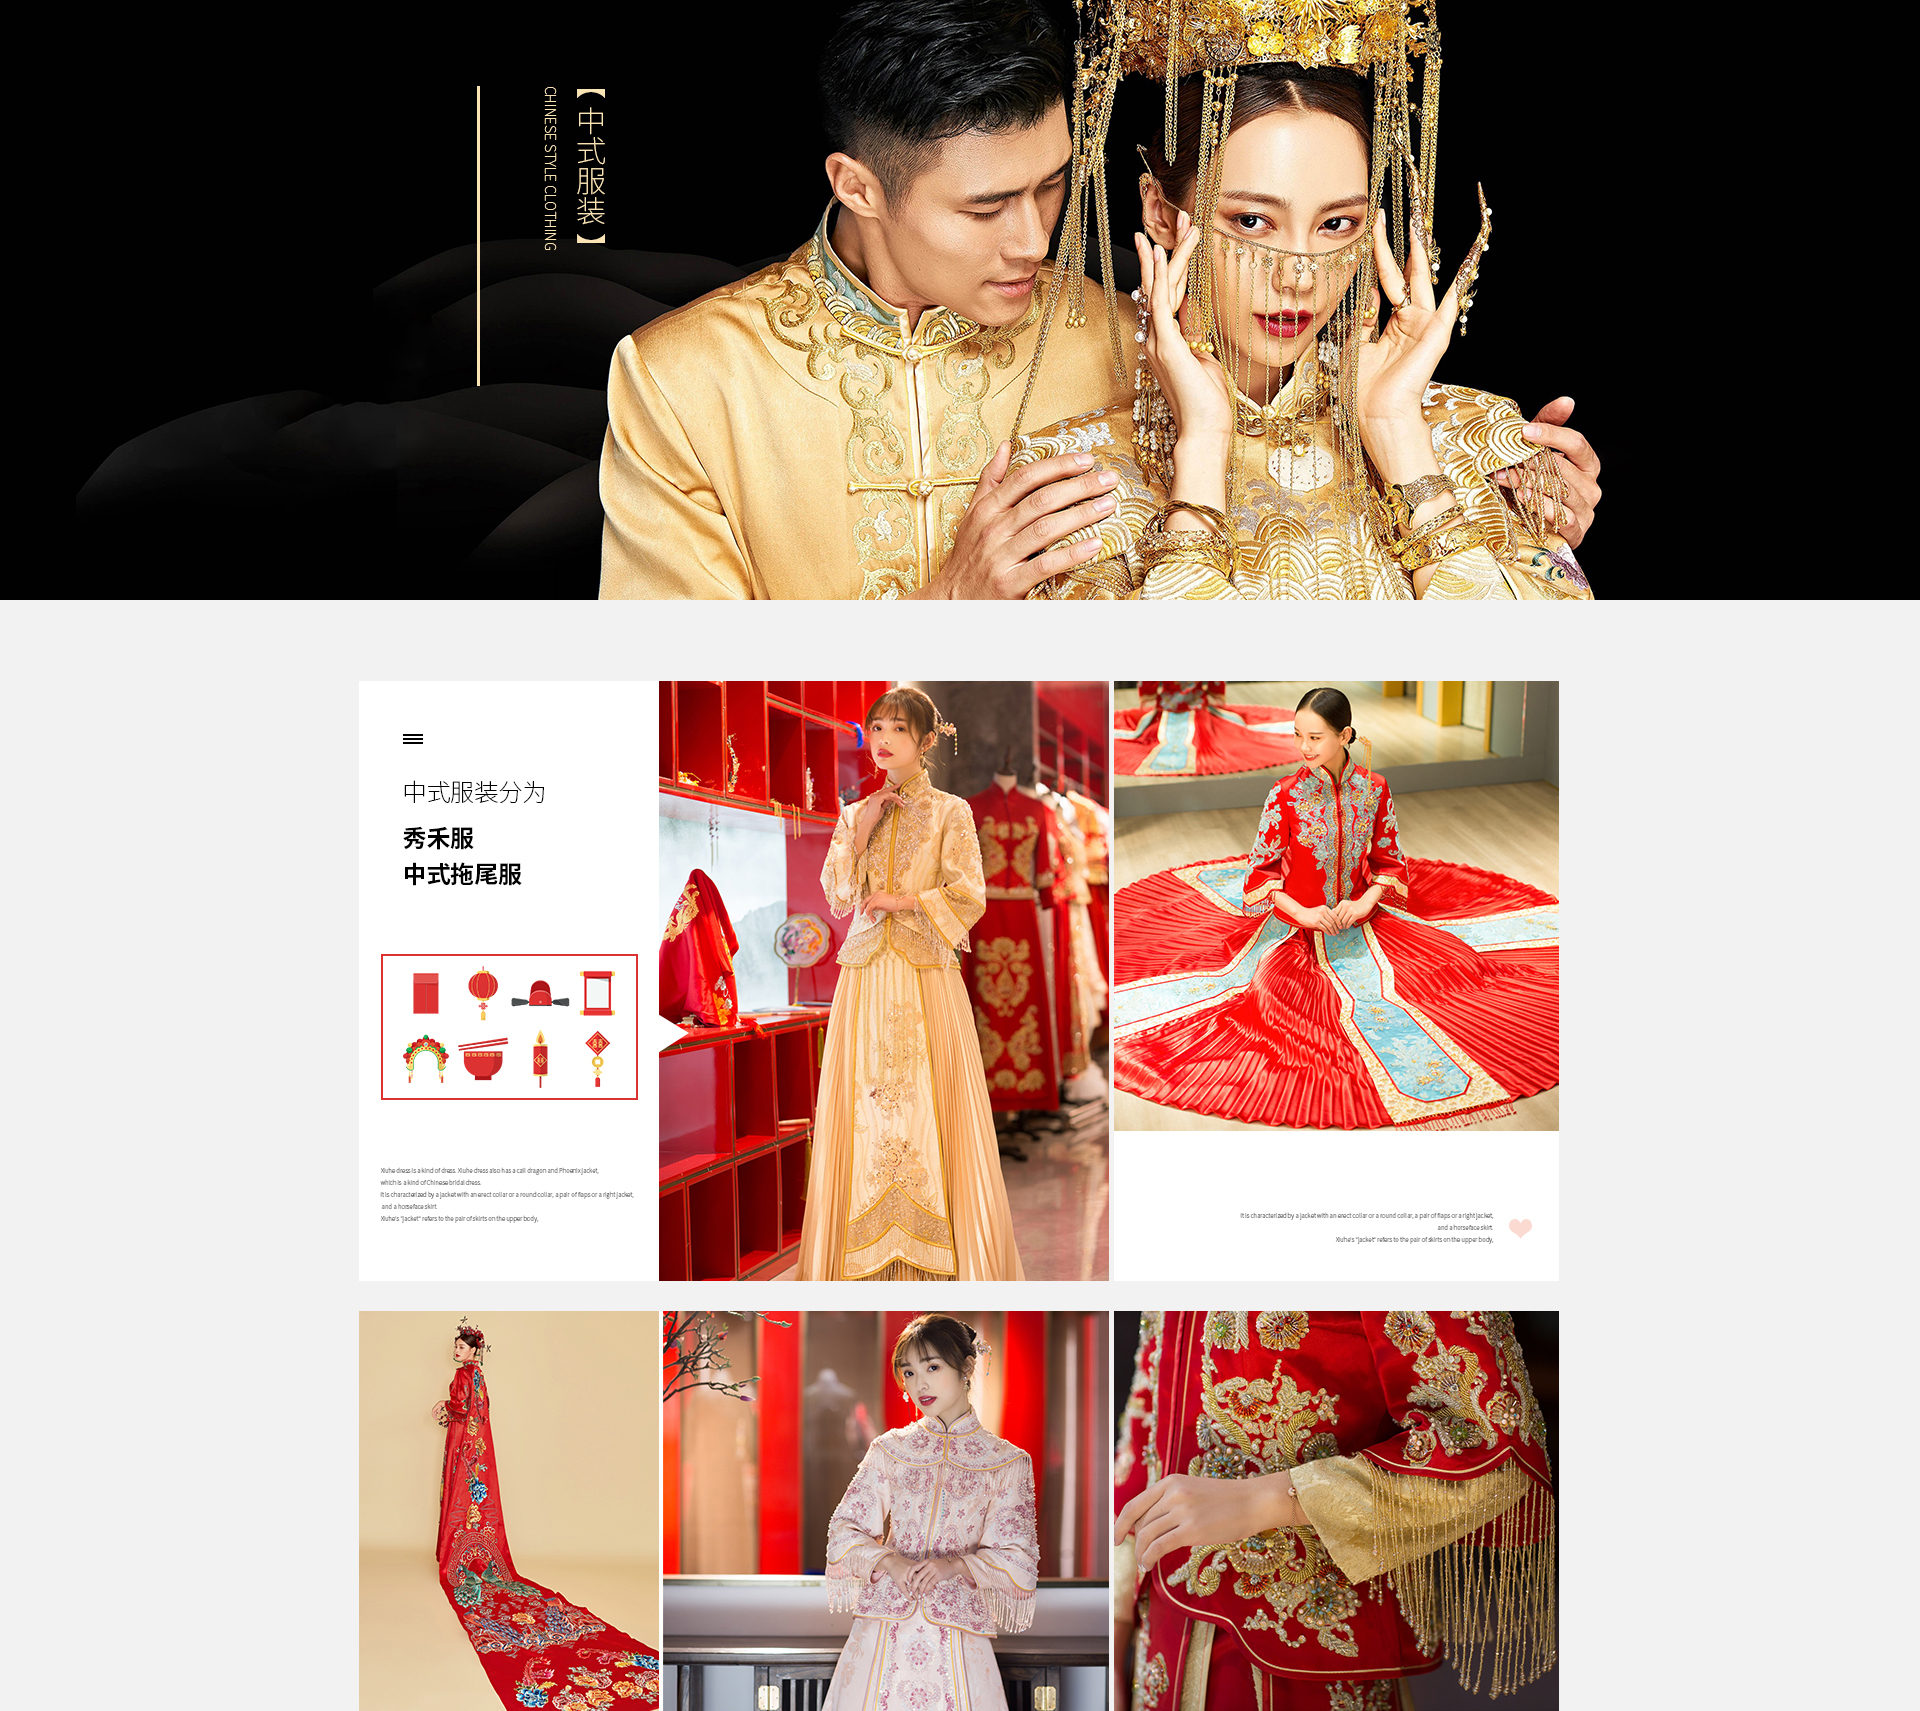 【中式服装】
CHINESE STYLE CLOTHING
中式服装分为
秀禾服
中式拖尾服
Xiuhe dress is a kind of dress. Xiuhe dress also has a call dragon and Phoenix jacket,
which is a kind of Chinese bridal dress.
It is characterized by a jacket with an erect collar or a round collar, a pair of flaps or a right jacket,
and a horseface skirt.
Xiuhe's "jacket" refers to the pair of skirts on the upper body,
It is characterized by a jacket with an erect collar or a round collar, a pair of flaps or a right jacket,
and a horseface skirt.
Xiuhe's "jacket" refers to the pair of skirts on the upper body,